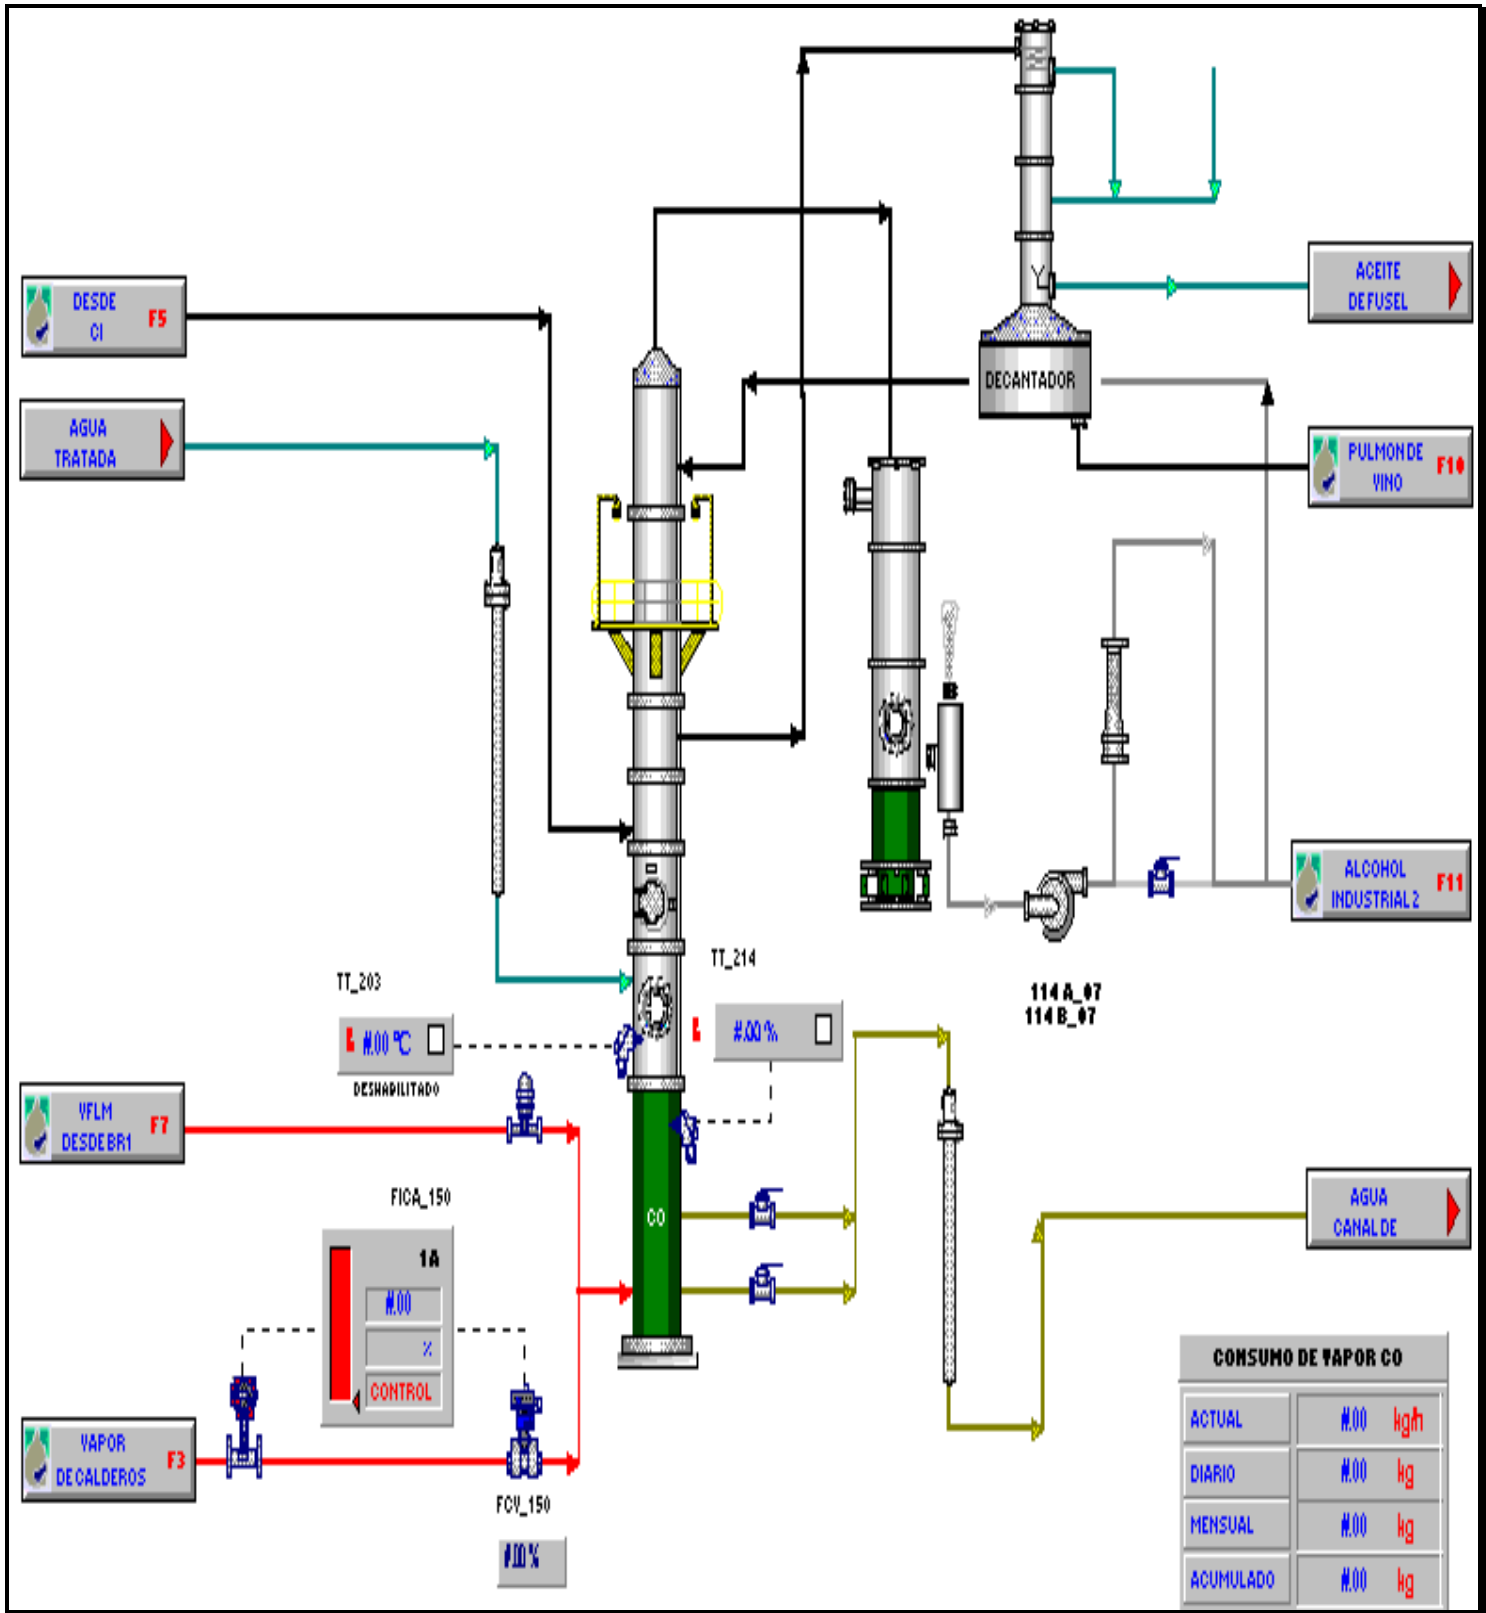 DESDE
CI
F5
AGUA
TRATADA
ACEITE
DE FUSEL
DECANTADOR
PULMON DE
VINO
F10
ALCOHOL
INDUSTRIAL 2
F11
114 A_07
114 B_07
TT_203
#.00 ºC
DESHABILITADO
TT_214
#.00 %
VFLM
DESDE BR1
F7
FICA_150
1A
#.00
%
CONTROL
CO
AGUA
CANAL DE
VAPOR
DE CALDEROS
F3
FCV_150
#.00 %
CONSUMO DE VAPOR CO
ACTUAL #.00 kg/h
DIARIO #.00 kg
MENSUAL #.00 kg
ACUMULADO #.00 kg